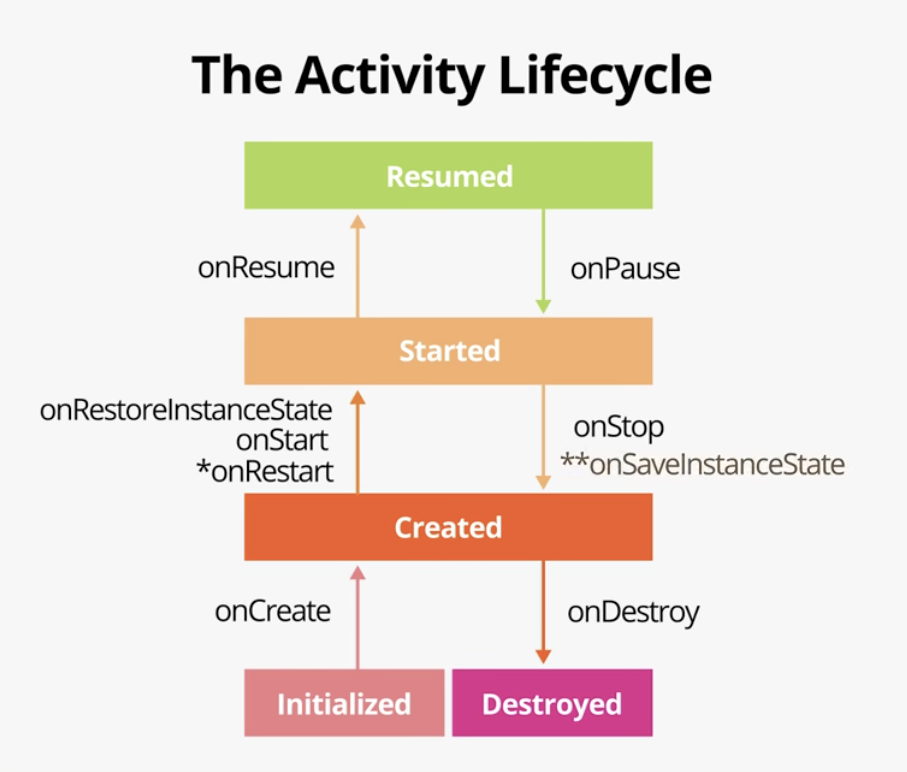 The Activity Lifecycle
Resumed
onResume
onPause
Started
onRestoreInstanceState
onStart
*onRestart
onStop
**onSaveInstanceState
Created
onCreate
onDestroy
Initialized
Destroyed